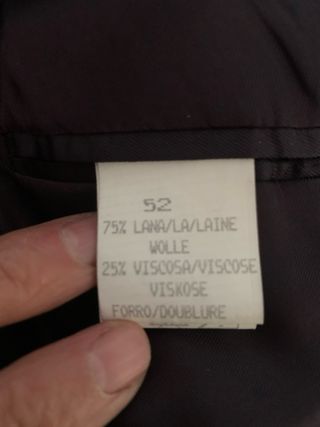 52
75% LANA/LA/LAINE
WOLLE
25% VISCOSA/VISCOSE
VISKOSE
FORRO/DOUBLURE